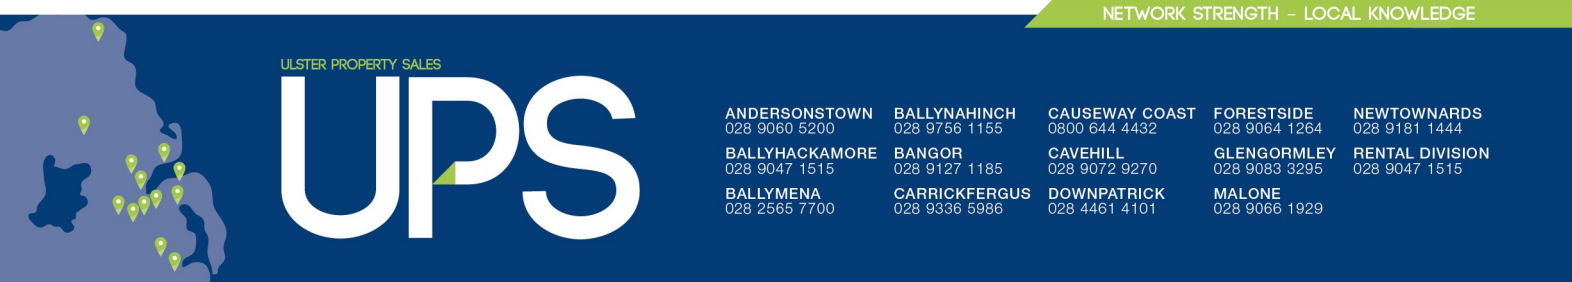 NETWORK STRENGTH - LOCAL KNOWLEDGE
ULSTER PROPERTY SALES
UPS
ANDERSONSTOWN
028 9060 5200
BALLYHACKAMORE
028 9047 1515
BALLYMENA
028 2565 7700
BALLYNAHINCH
028 9756 1155
BANGOR
028 9127 1185
CARRICKFERGUS
028 9336 5986
CAUSEWAY COAST
0800 644 4432
CAVEHILL
028 9072 9270
DOWNPATRICK
028 4461 4101
FORESTSIDE
028 9064 1264
GLENGORMLEY
028 9083 3295
MALONE
028 9066 1929
NEWTOWNARDS
028 9181 1444
RENTAL DIVISION
028 9047 1515